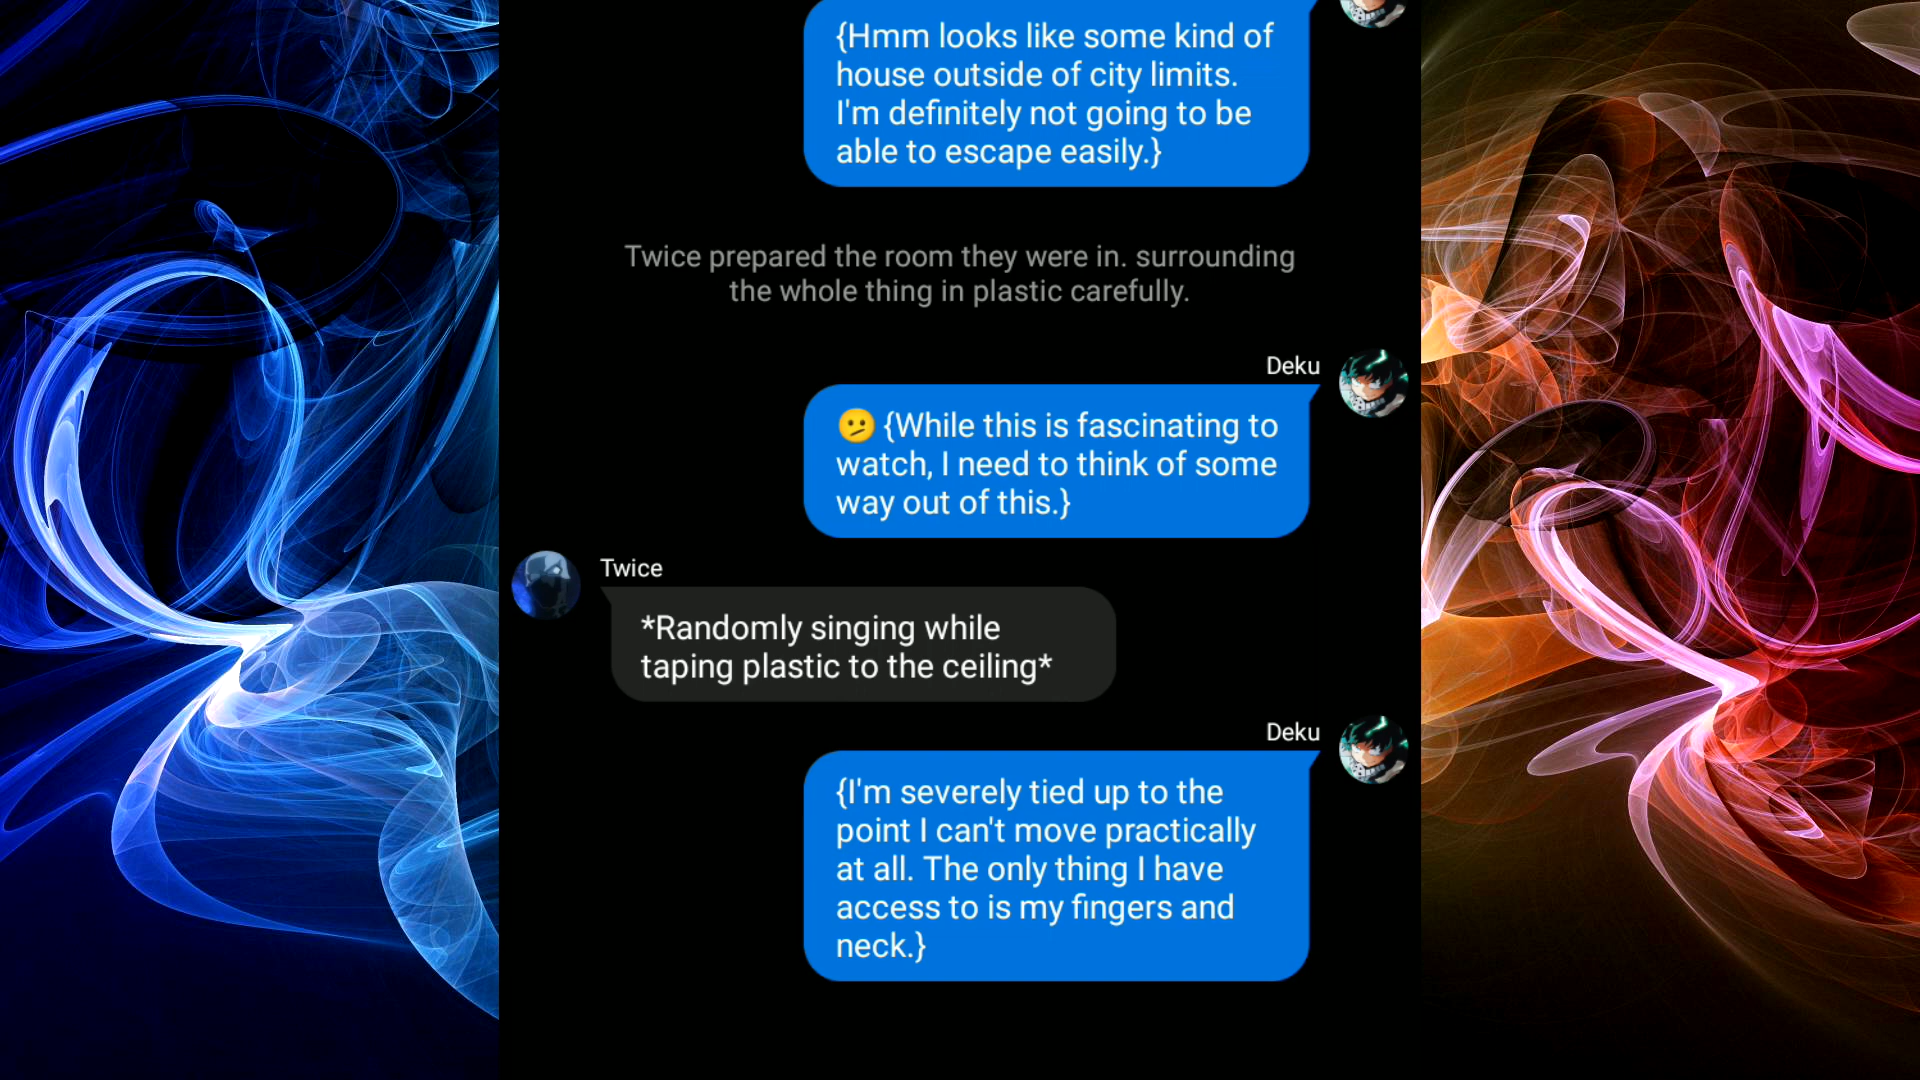 {Hmm looks like some kind of
house outside of city limits.
I'm definitely not going to be
able to escape easily.}
Twice prepared the room they were in. surrounding
the whole thing in plastic carefully.
Deku
🫤 {While this is fascinating to
watch, I need to think of some
way out of this.}
Twice
*Randomly singing while
taping plastic to the ceiling*
Deku
{I'm severely tied up to the
point I can't move practically
at all. The only thing I have
access to is my fingers and
neck.}